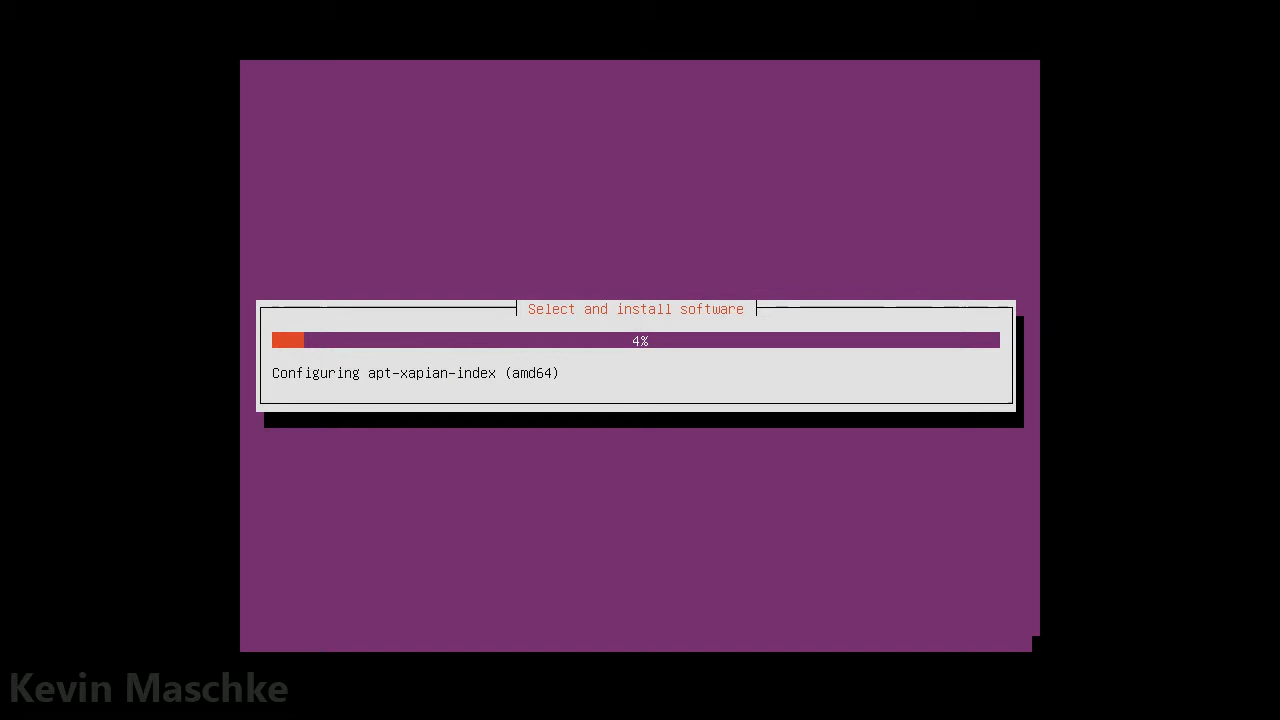 Select and install software
4%
Configuring apt-xapian-index (amd64)
Kevin Maschke